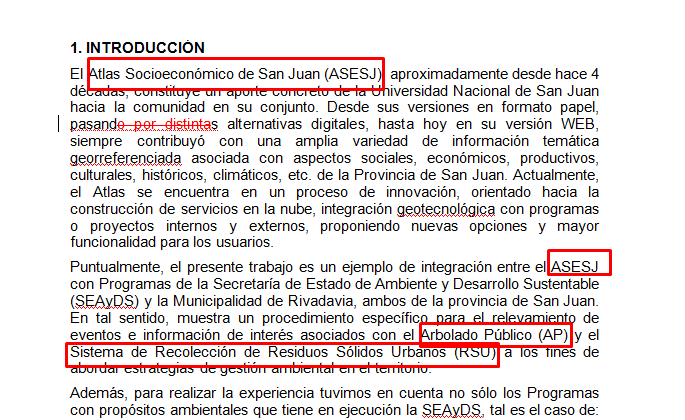 1. INTRODUCCIÓN
El Atlas Socioeconómico de San Juan (ASESJ), aproximadamente desde hace 4
décadas, constituye un aporte concreto de la Universidad Nacional de San Juan
hacia la comunidad en su conjunto. Desde sus versiones en formato papel,
pasando por distintas alternativas digitales, hasta hoy en su versión WEB,
siempre contribuyó con una amplia variedad de información temática
georreferenciada asociada con aspectos sociales, económicos, productivos,
culturales, históricos, climáticos, etc. de la Provincia de San Juan. Actualmente,
el Atlas se encuentra en un proceso de innovación, orientado hacia la
construcción de servicios en la nube, integración geotecnológica con programas
o proyectos internos y externos, proponiendo nuevas opciones y mayor
funcionalidad para los usuarios.
Puntualmente, el presente trabajo es un ejemplo de integración entre el ASESJ
con Programas de la Secretaría de Estado de Ambiente y Desarrollo Sustentable
(SEAyDS) y la Municipalidad de Rivadavia, ambos de la provincia de San Juan.
En tal sentido, muestra un procedimiento específico para el relevamiento de
eventos e información de interés asociados con el Arbolado Público (AP) y el
Sistema de Recolección de Residuos Sólidos Urbanos (RSU) a los fines de
abordar estrategias de gestión ambiental en el territorio.
Además, para realizar la experiencia tuvimos en cuenta no sólo los Programas
con propósitos ambientales que tiene en ejecución la SEAyDS, tal es el caso de: